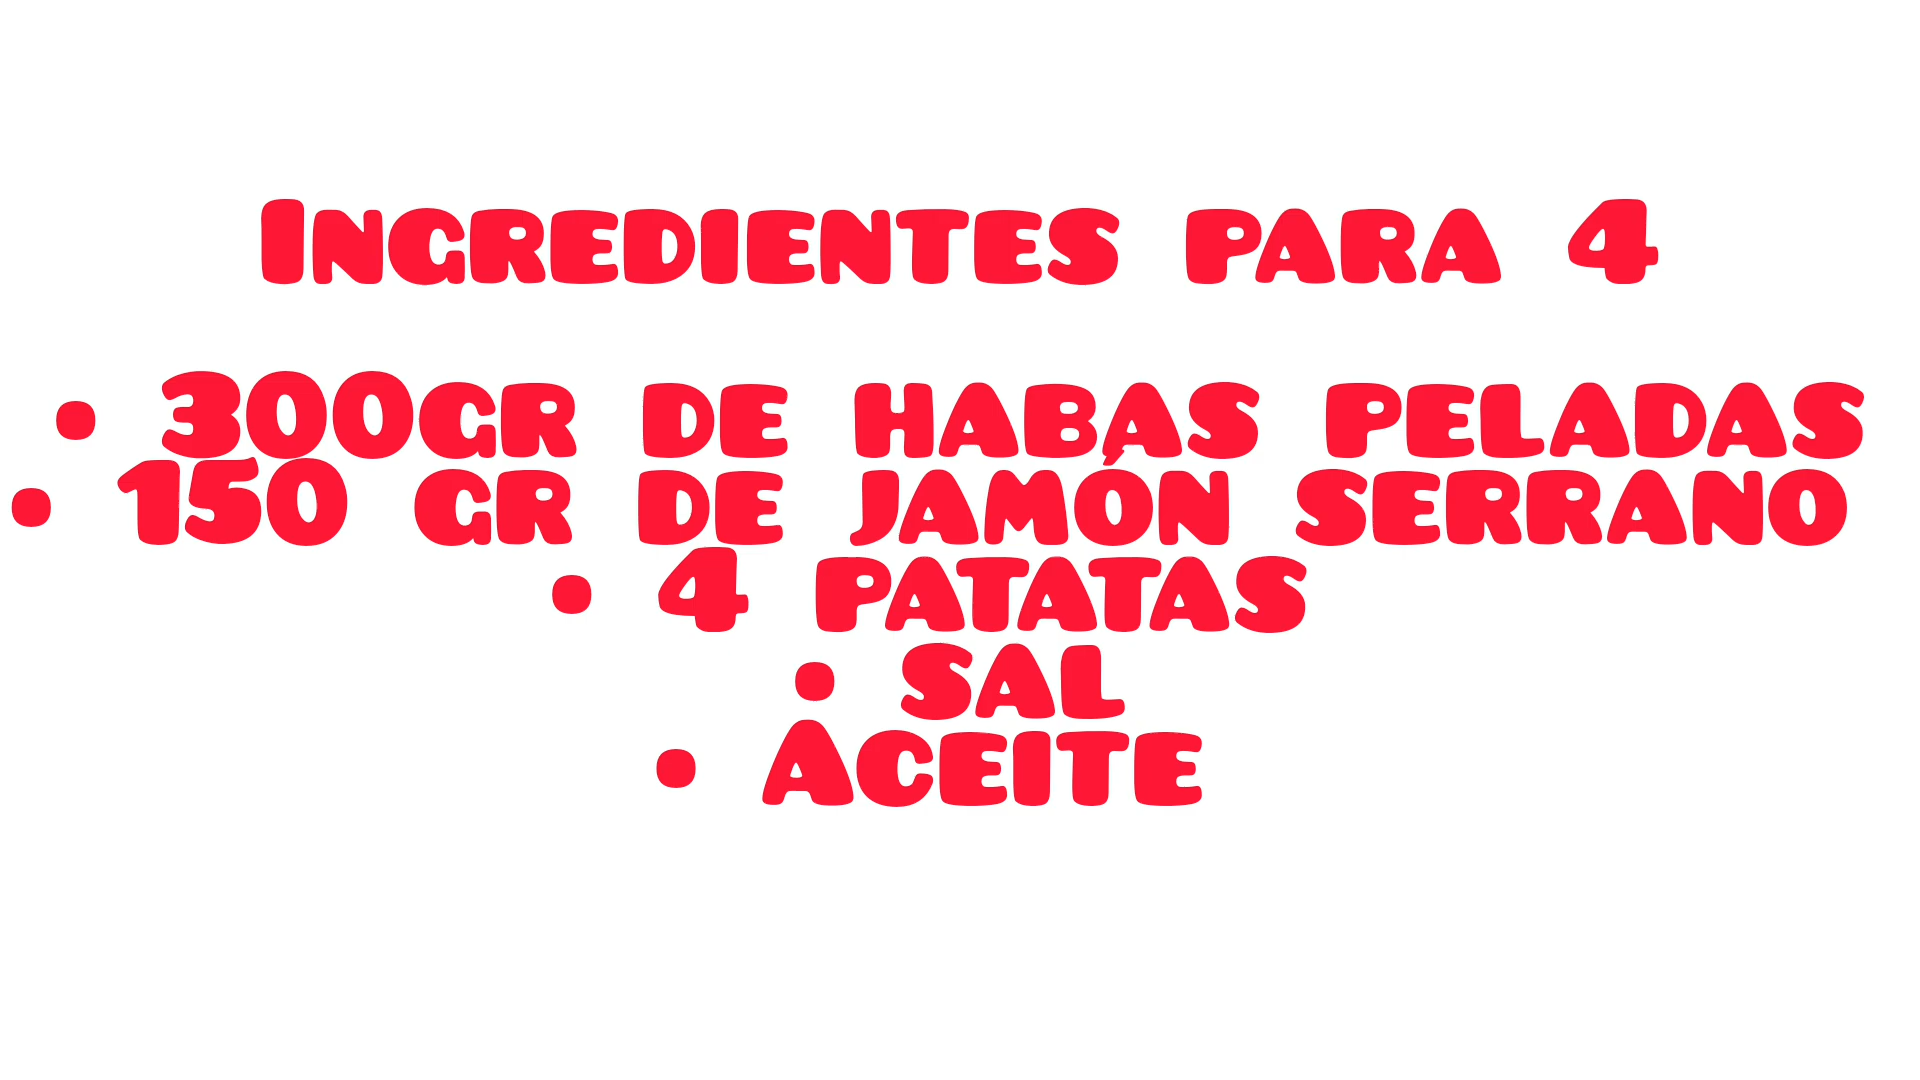 Ingredientes para 4
• 300gr de habas peladas
• 150 gr de jamón serrano
• 4 patatas
• sal
• Aceite